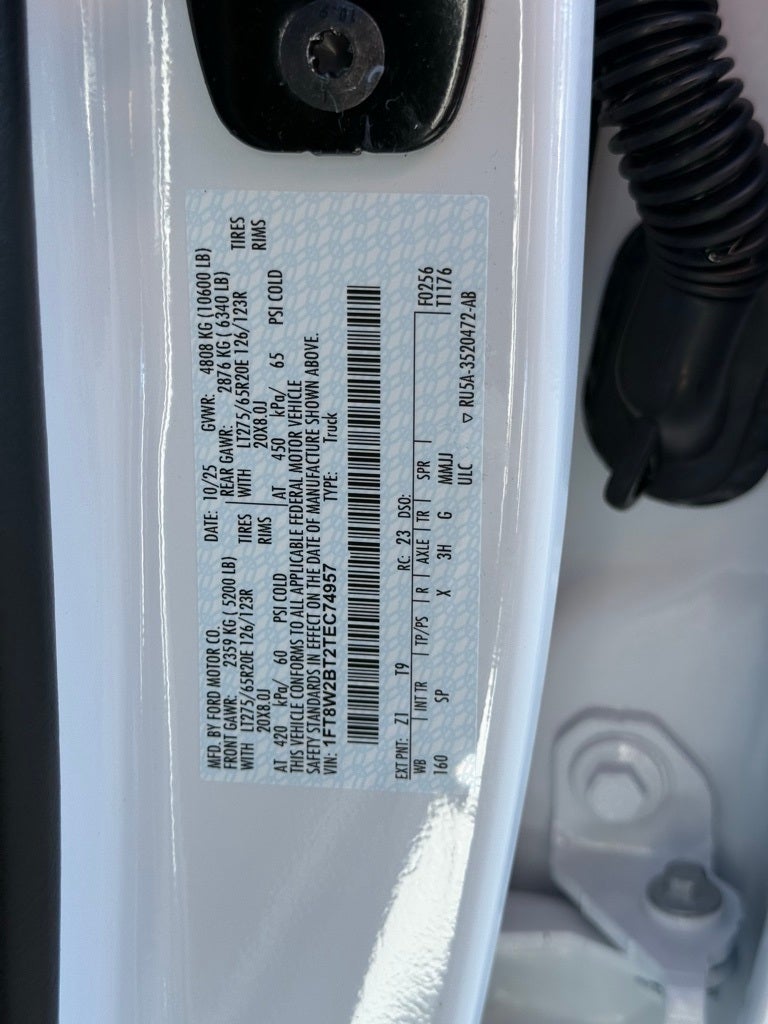 MFD. BY FORD MOTOR CO. DATE: 10/25 GVWR: 4808 KG (10600 LB)
FRONT GAWR: 2359 KG ( 5200 LB) REAR GAWR: 2876 KG ( 6340 LB)
WITH LT275/65R20E 126/123R TIRES WITH LT275/65R20E 126/123R TIRES
20X8.0J RIMS 20X8.0J RIMS
AT 420 kPa/ 60 PSI COLD AT 450 kPa/ 65 PSI COLD
THIS VEHICLE CONFORMS TO ALL APPLICABLE FEDERAL MOTOR VEHICLE
SAFETY STANDARDS IN EFFECT ON THE DATE OF MANUFACTURE SHOWN ABOVE.
VIN: 1FT8W2BT2TEC74957 TYPE: Truck
EXT PNT: Z1 T9 RC: 23 DSO: F0256
WB INT TR TP/PS R AXLE TR SPR T1176
160 SP X 3H G MMJJ
ULC ▽ RU5A-3520472-AB